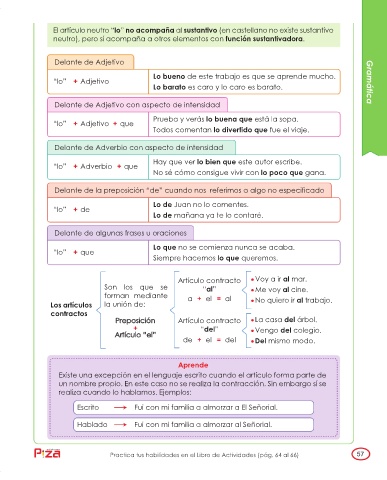 El artículo neutro "lo" no acompaña al sustantivo (en castellano no existe sustantivo
neutro), pero sí acompaña a otros elementos con función sustantivadora.
Gramática
Delante de Adjetivo
"lo" + Adjetivo
Lo bueno de este trabajo es que se aprende mucho.
Lo barato es caro y lo caro es barato.
Delante de Adjetivo con aspecto de intensidad
"lo" + Adjetivo + que
Prueba y verás lo buena que está la sopa.
Todos comentan lo divertido que fue el viaje.
Delante de Adverbio con aspecto de intensidad
"lo" + Adverbio + que
Hay que ver lo bien que este autor escribe.
No sé cómo consigue vivir con lo poco que gana.
Delante de la preposición "de" cuando nos referimos a algo no especificado
"lo" + de
Lo de Juan no lo comentes.
Lo de mañana ya te lo contaré.
Delante de algunas frases u oraciones
"lo" + que
Lo que no se comienza nunca se acaba.
Siempre hacemos lo que queremos.
Los artículos
contractos
Son los que se
forman mediante
la unión de:
Preposición
+
Artículo "el"
Artículo contracto
"al"
a + el = al
• Voy a ir al mar.
• Me voy al cine.
• No quiero ir al trabajo.
Artículo contracto
"del"
de + el = del
• La casa del árbol.
• Vengo del colegio.
• Del mismo modo.
Aprende
Existe una excepción en el lenguaje escrito cuando el artículo forma parte de
un nombre propio. En este caso no se realiza la contracción. Sin embargo sí se
realiza cuando lo hablamos. Ejemplos:
Escrito → Fui con mi familia a almorzar a El Señorial.
Hablado → Fui con mi familia a almorzar al Señorial.
Practica tus habilidades en el Libro de Actividades (pág. 64 al 66)
57